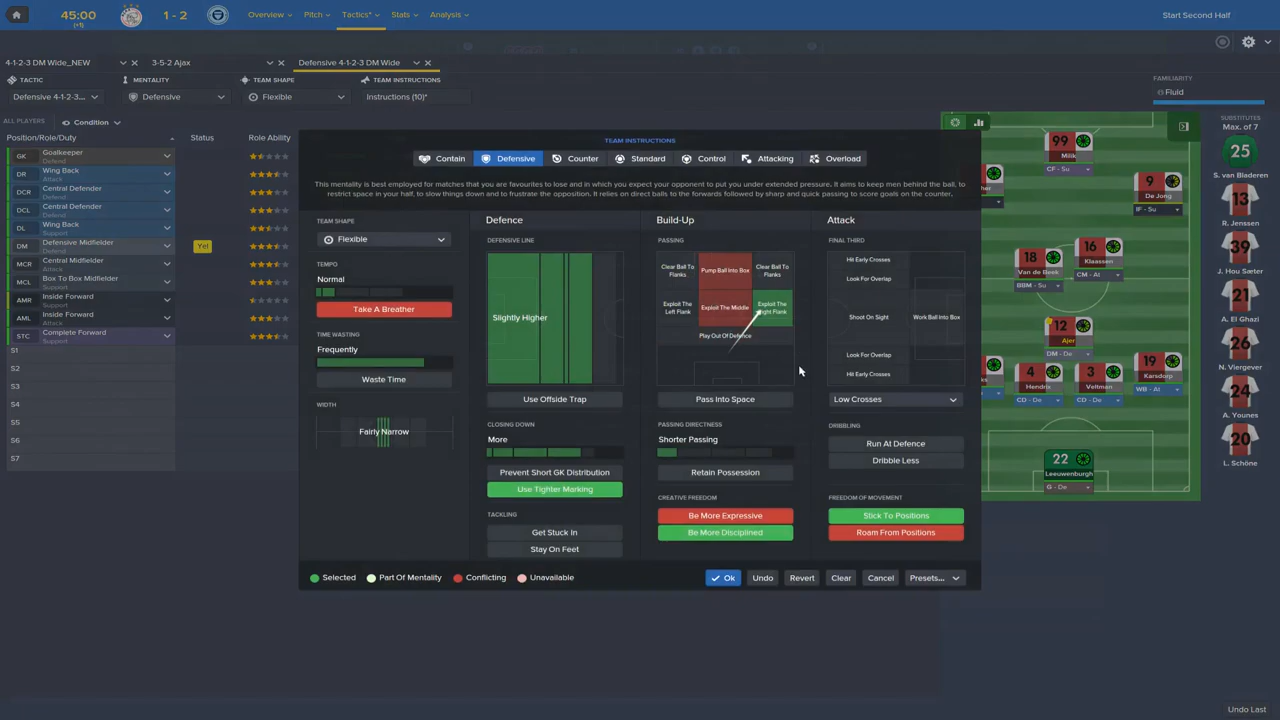 45:00
(+1)
1 - 2
Overview
Pitch
Tactics*
Stats
Analysis
Start Second Half
4-1-2-3 DM Wide_NEW
3-5-2 Ajax
Defensive 4-1-2-3 DM Wide
TACTIC
MENTALITY
TEAM SHAPE
TEAM INSTRUCTIONS
FAMILIARITY
Defensive 4-1-2-3...
Defensive
Flexible
Instructions (10)*
Fluid
ALL PLAYERS
Condition
SUBSTITUTES
Max. of 7
Position/Role/Duty
Status
Role Ability
GK
Goalkeeper
Defend
DR
Wing Back
Attack
DCR
Central Defender
Defend
DCL
Central Defender
Defend
DL
Wing Back
Support
DM
Defensive Midfielder
Defend
Yel
MCR
Central Midfielder
Attack
MCL
Box To Box Midfielder
Support
AMR
Inside Forward
Support
AML
Inside Forward
Attack
STC
Complete Forward
Support
S1
S2
S3
S4
S5
S6
S7
TEAM INSTRUCTIONS
Contain
Defensive
Counter
Standard
Control
Attacking
Overload
This mentality is best employed for matches that you are favourites to lose and in which you expect your opponent to put you under extended pressure. It aims to keep men behind the ball, to
restrict space in your half, to slow things down and to frustrate the opposition. It relies on direct balls to the forwards followed by sharp and quick passing to score goals on the counter.
TEAM SHAPE
Flexible
TEMPO
Normal
Take A Breather
TIME WASTING
Frequently
Waste Time
WIDTH
Fairly Narrow
Defence
DEFENSIVE LINE
Slightly Higher
Use Offside Trap
CLOSING DOWN
More
Prevent Short GK Distribution
Use Tighter Marking
TACKLING
Get Stuck In
Stay On Feet
Build-Up
PASSING
Clear Ball To
Flanks
Pump Ball Into Box
Clear Ball To
Flanks
Exploit The
Left Flank
Exploit The Middle
Exploit The
Right Flank
Play Out Of Defence
Pass Into Space
PASSING DIRECTNESS
Shorter Passing
Retain Possession
CREATIVE FREEDOM
Be More Expressive
Be More Disciplined
Attack
FINAL THIRD
Hit Early Crosses
Look For Overlap
Shoot On Sight
Work Ball Into Box
Look For Overlap
Hit Early Crosses
Low Crosses
DRIBBLING
Run At Defence
Dribble Less
FREEDOM OF MOVEMENT
Stick To Positions
Roam From Positions
Selected
Part Of Mentality
Conflicting
Unavailable
Ok
Undo
Revert
Clear
Cancel
Presets...
99
Milik
CF - Su
9
De Jong
IF - Su
18
Van de Beek
BBM - Su
16
Klaassen
CM - At
12
Ajer
DM - De
4
Hendrix
CD - De
3
Veltman
CD - De
19
Karsdorp
WB - At
22
Leeuwenburgh
G - De
25
S. van Bladeren
13
R. Jenssen
39
J. Hou Sæter
21
A. El Ghazi
26
N. Viergever
24
A. Younes
20
L. Schöne
Undo Last